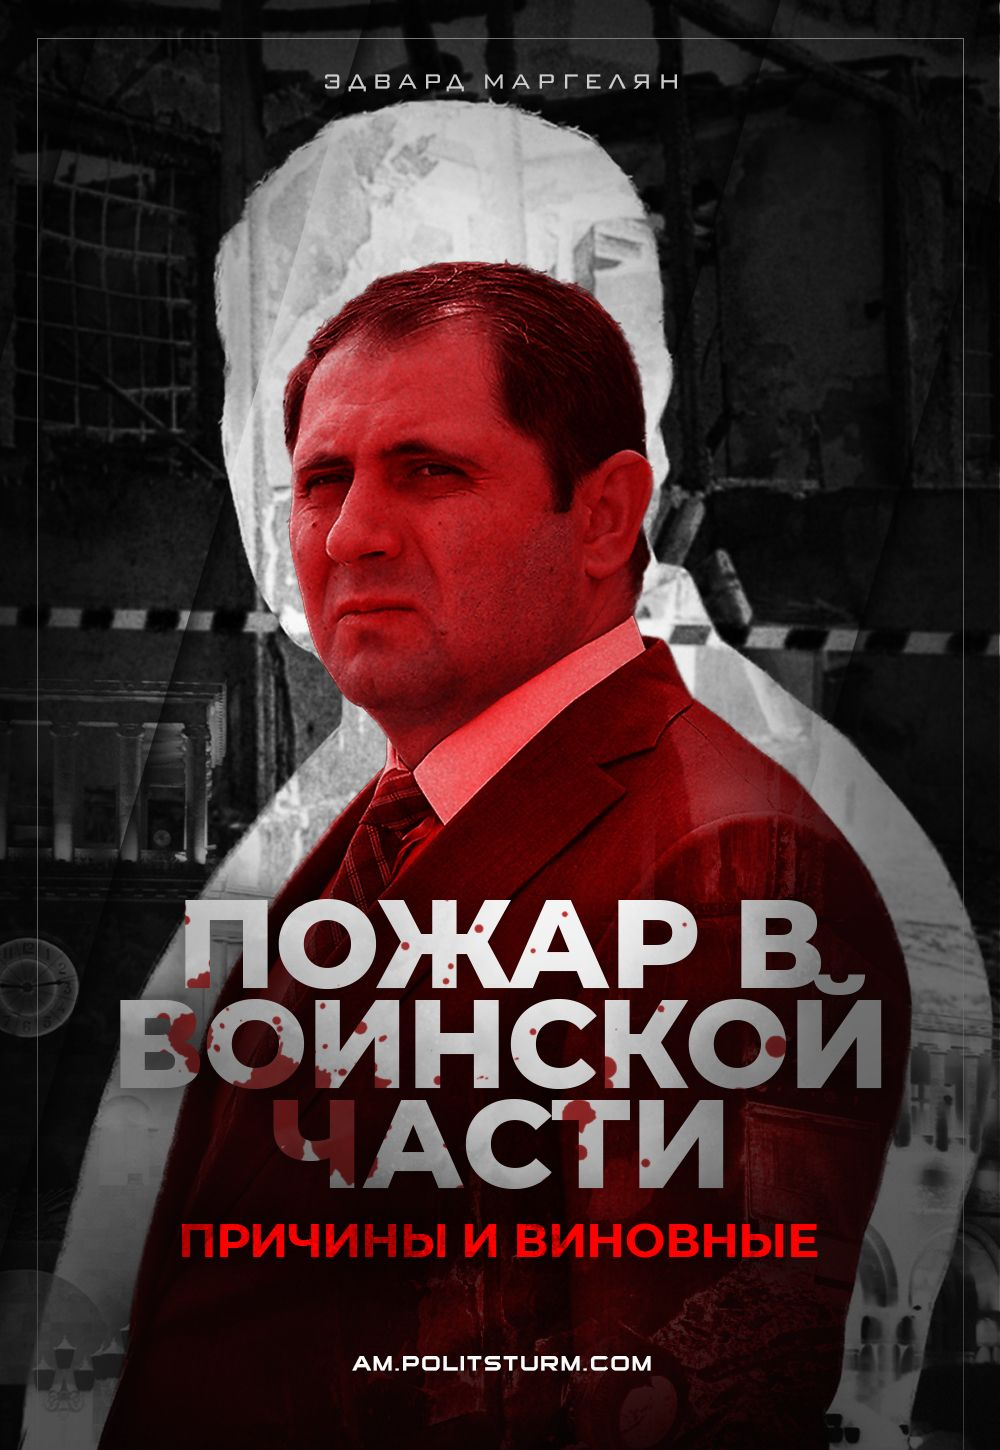 ЭДВАРД МАРГЕЛЯН
ПОЖАР В
ВОИНСКОЙ
ЧАСТИ
ПРИЧИНЫ И ВИНОВНЫЕ
AM.POLITSTURM.COM